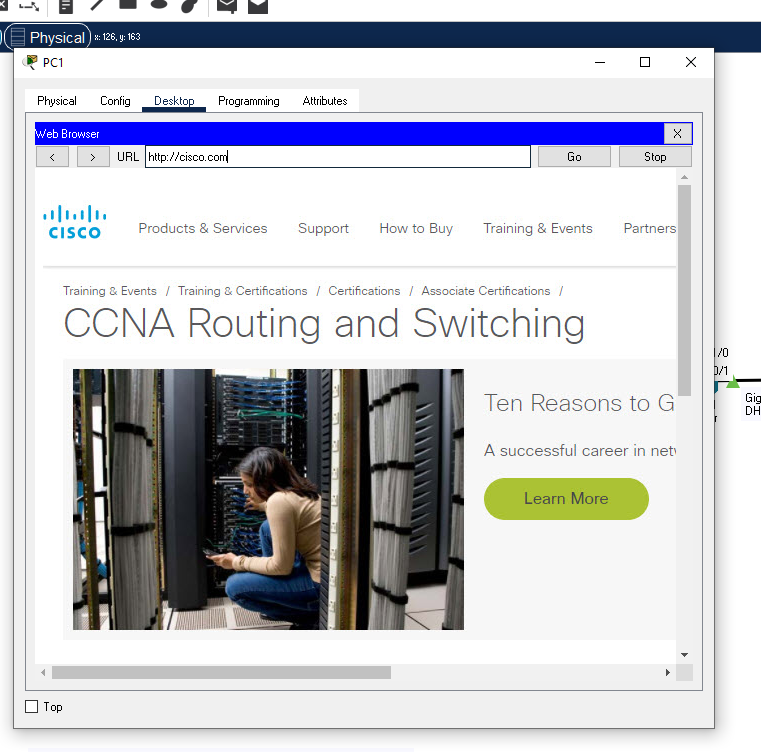 Physical x: 126, y: 163
PC1
Physical Config Desktop Programming Attributes
Web Browser X
< > URL http://cisco.com Go Stop
CISCO
Products & Services Support How to Buy Training & Events Partners
Training & Events / Training & Certifications / Certifications / Associate Certifications /
CCNA Routing and Switching
Ten Reasons to G
A successful career in net
Learn More
1/0
0/1
Gig
DH
Top